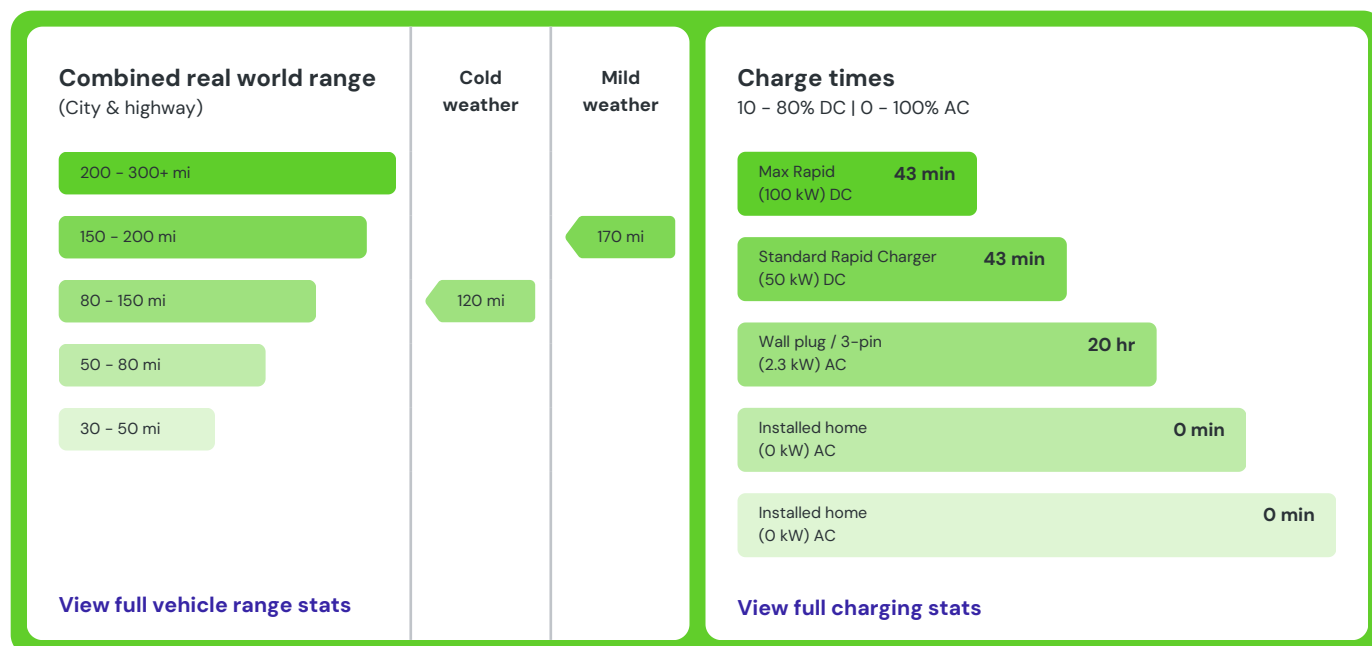 Combined real world range
(City & highway)
Cold
weather
Mild
weather
200 - 300+ mi
150 - 200 mi
170 mi
80 - 150 mi
120 mi
50 - 80 mi
30 - 50 mi
View full vehicle range stats
Charge times
10 - 80% DC | 0 - 100% AC
Max Rapid
(100 kW) DC
43 min
Standard Rapid Charger
(50 kW) DC
43 min
Wall plug / 3-pin
(2.3 kW) AC
20 hr
Installed home
(0 kW) AC
0 min
Installed home
(0 kW) AC
0 min
View full charging stats